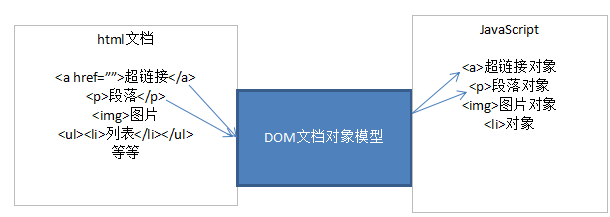 html文档
<a href=””>超链接</a>
<p>段落</p>
<img>图片
<ul><li>列表</li></ul>
等等
DOM文档对象模型
JavaScript
<a>超链接对象
<p>段落对象
<img>图片对象
<li>对象